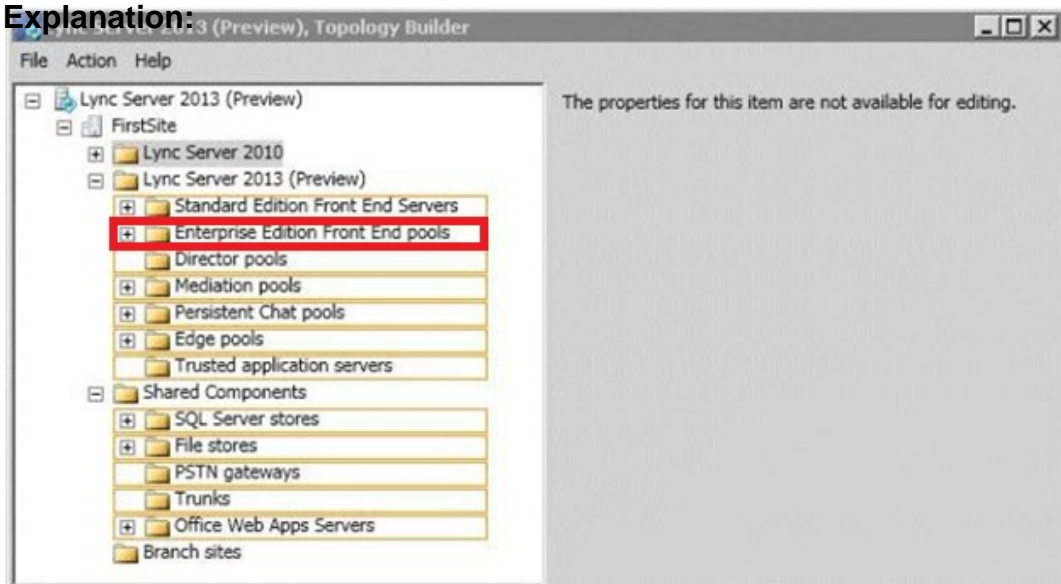 Explanation:
3 (Preview), Topology Builder
File Action Help
Lync Server 2013 (Preview)
The properties for this item are not available for editing.
FirstSite
Lync Server 2010
Lync Server 2013 (Preview)
Standard Edition Front End Servers
Enterprise Edition Front End pools
Director pools
Mediation pools
Persistent Chat pools
Edge pools
Trusted application servers
Shared Components
SQL Server stores
File stores
PSTN gateways
Trunks
Office Web Apps Servers
Branch sites